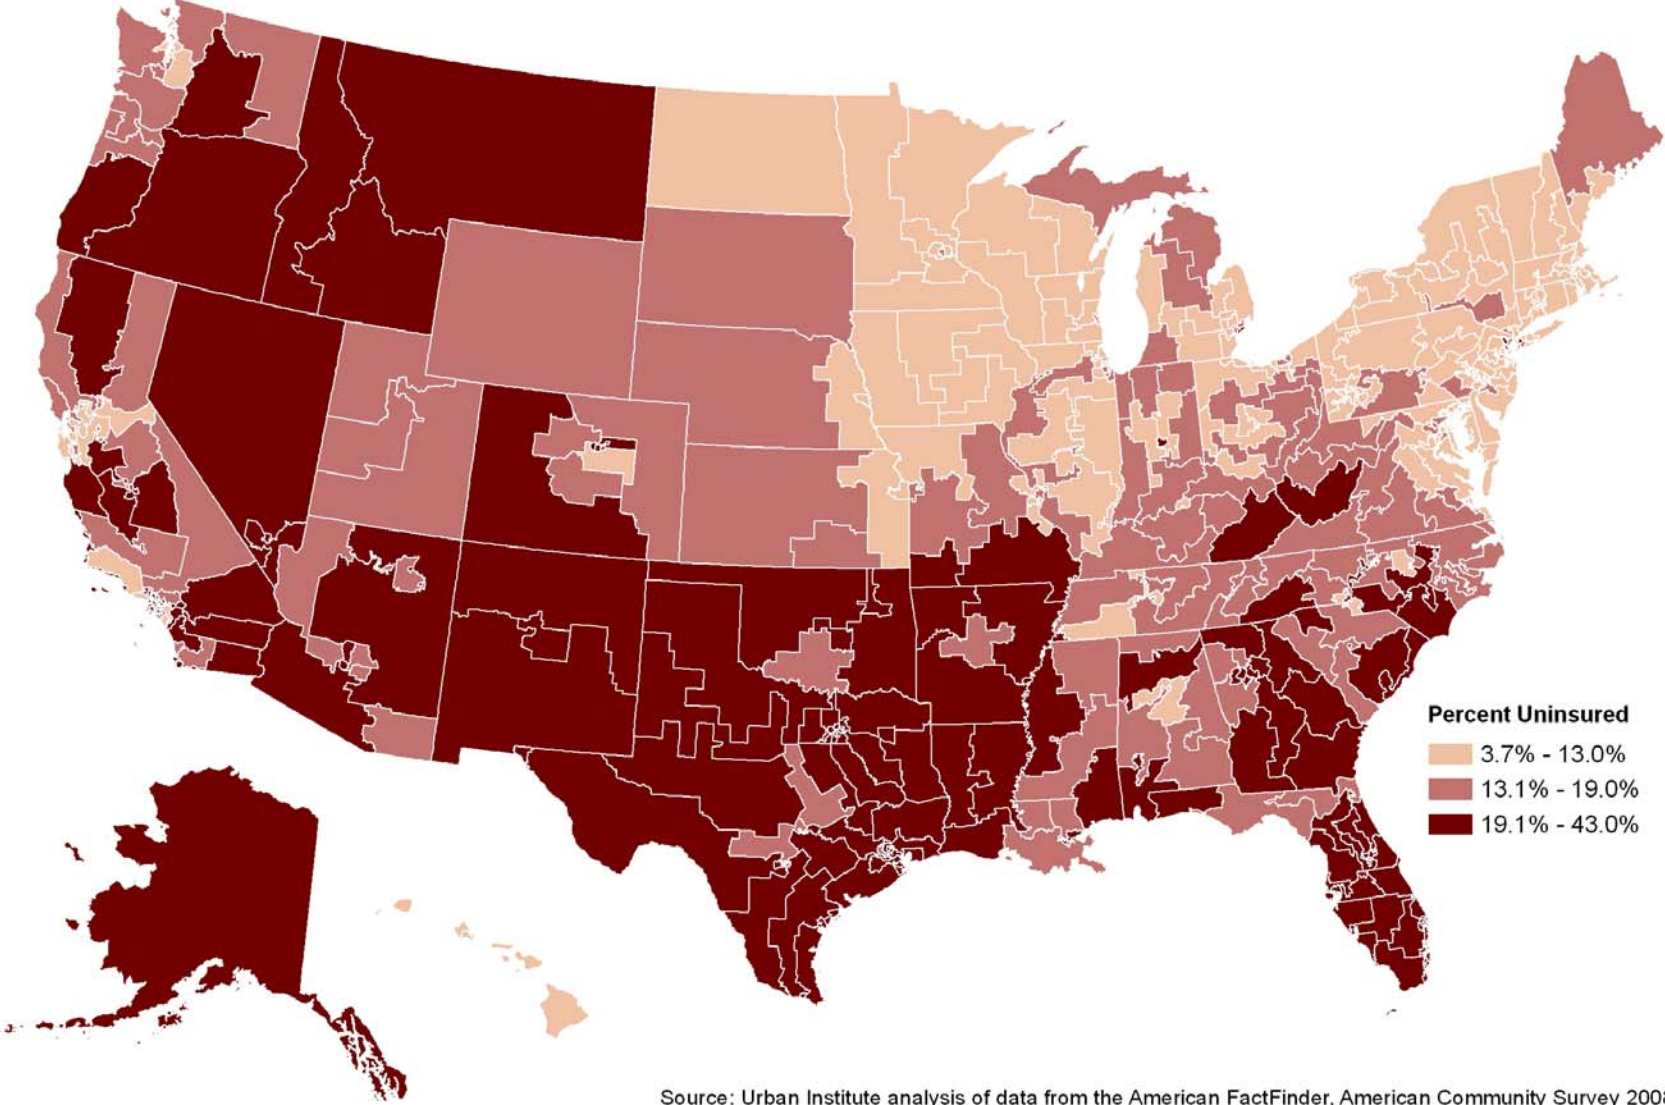 Percent Uninsured
3.7% - 13.0%
13.1% - 19.0%
19.1% - 43.0%
Source: Urban Institute analysis of data from the American FactFinder, American Community Survey 2008